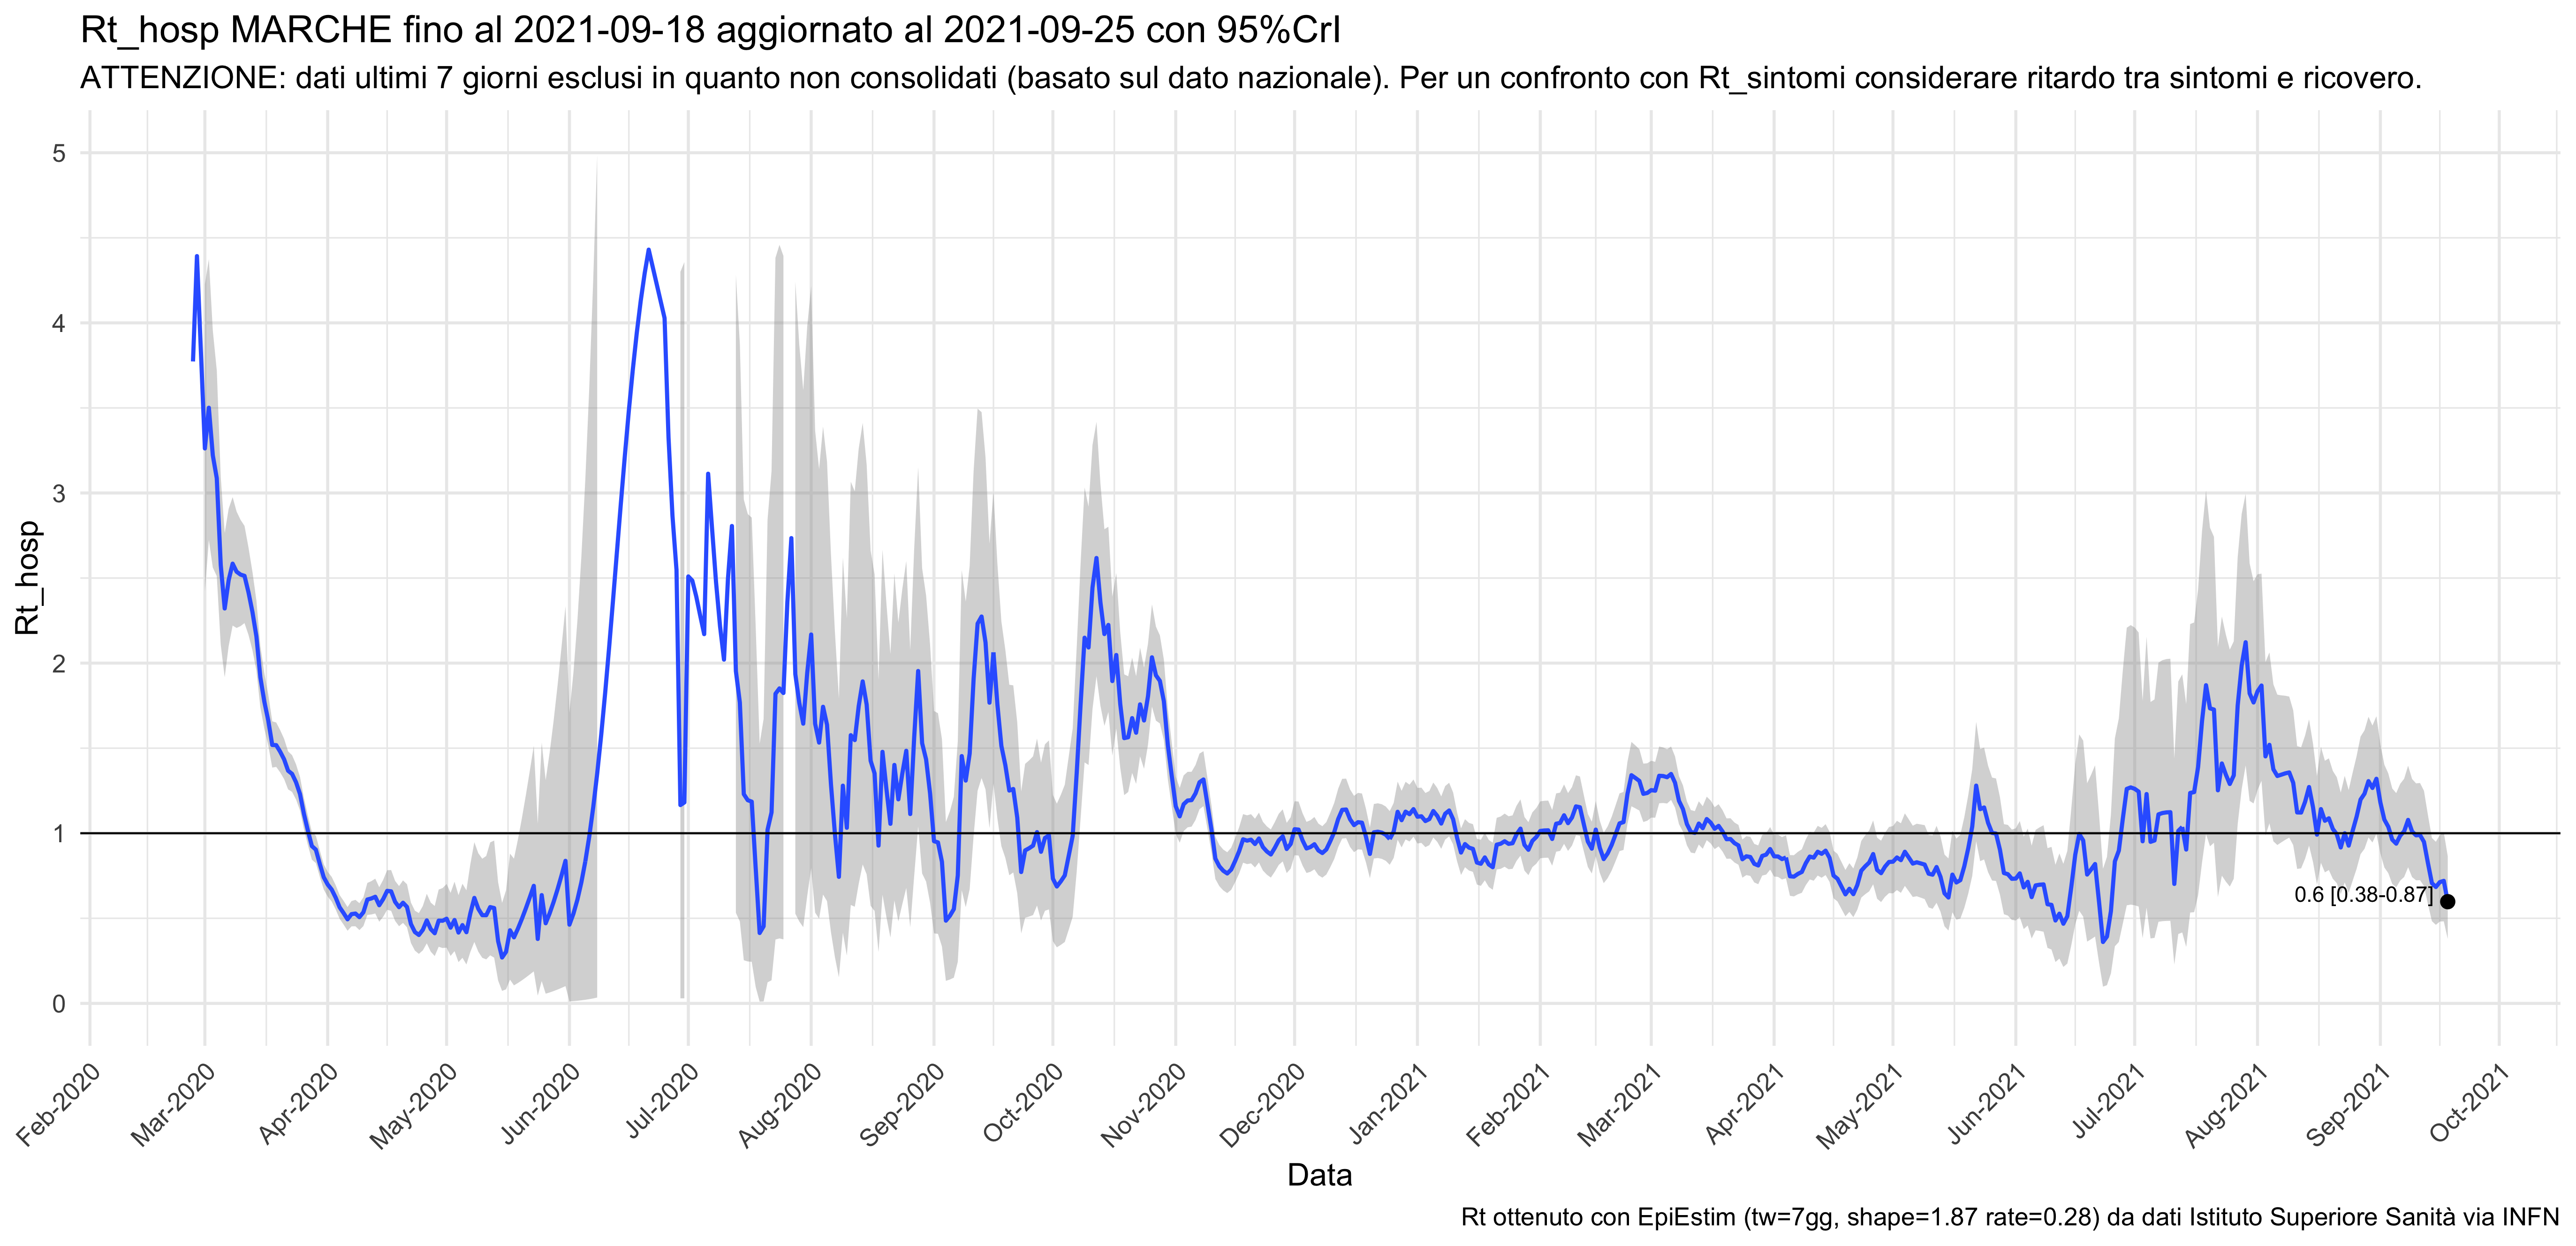 Rt_hosp MARCHE fino al 2021-09-18 aggiornato al 2021-09-25 con 95%CrI
ATTENZIONE: dati ultimi 7 giorni esclusi in quanto non consolidati (basato sul dato nazionale). Per un confronto con Rt_sintomi considerare ritardo tra sintomi e ricovero.
5
4
3
2
1
0
Rt_hosp
0.6 [0.38-0.87]
Feb-2020
Mar-2020
Apr-2020
May-2020
Jun-2020
Jul-2020
Aug-2020
Sep-2020
Oct-2020
Nov-2020
Dec-2020
Jan-2021
Feb-2021
Mar-2021
Apr-2021
May-2021
Jun-2021
Jul-2021
Aug-2021
Sep-2021
Oct-2021
Data
Rt ottenuto con EpiEstim (tw=7gg, shape=1.87 rate=0.28) da dati Istituto Superiore Sanità via INFN